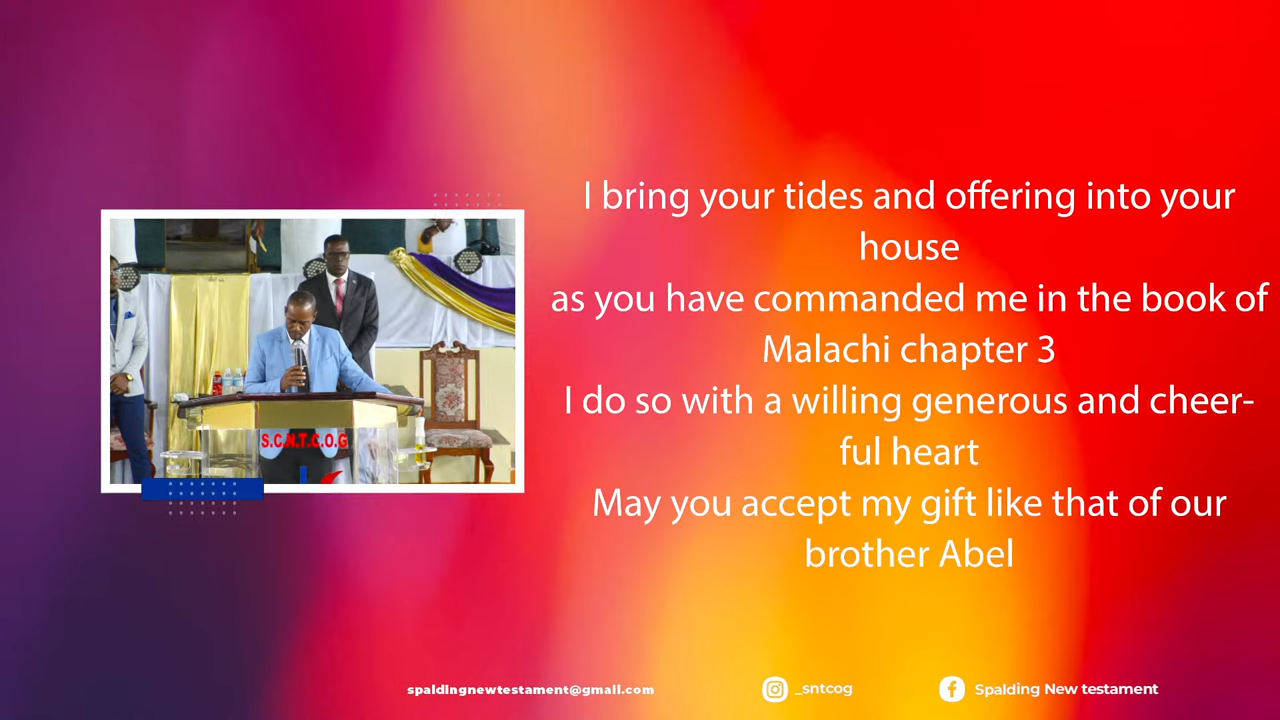 I bring your tides and offering into your
house
as you have commanded me in the book of
Malachi chapter 3
I do so with a willing generous and cheer-
ful heart
May you accept my gift like that of our
brother Abel
S.C.N.T.C.O.G
spaldingnewtestament@gmail.com
_sntcog
Spalding New testament